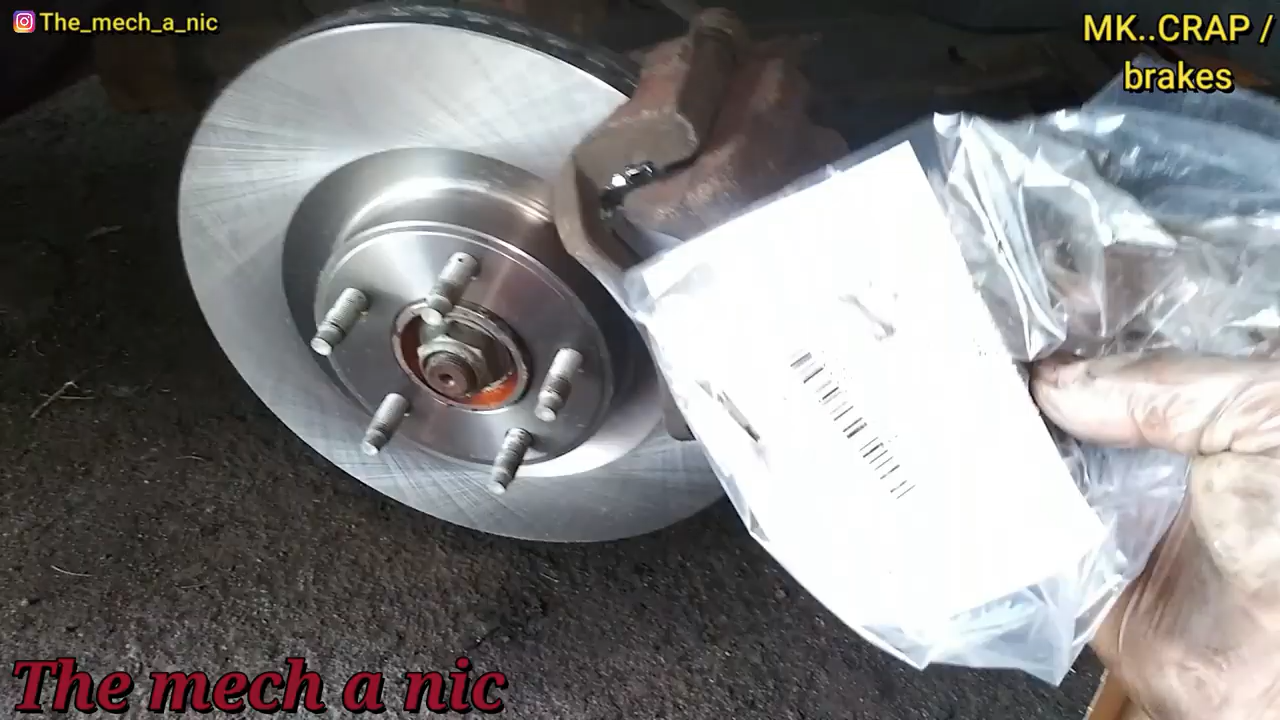 The_mech_a_nic
MK..CRAP /
brakes
The mech a nic